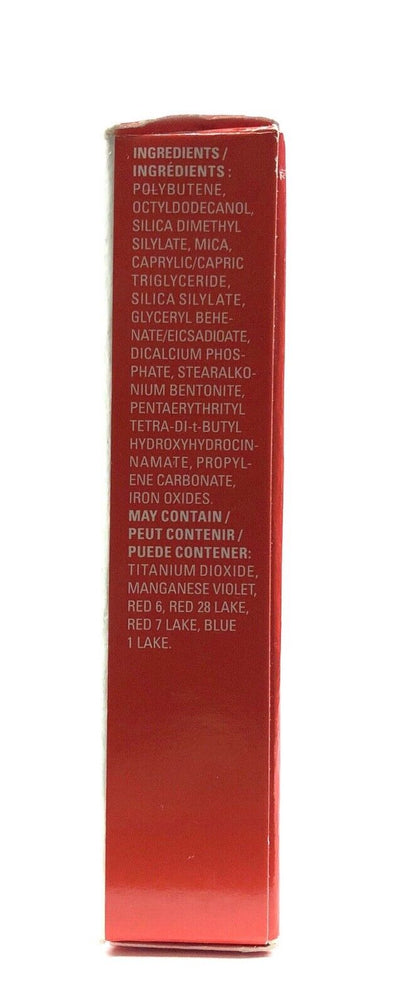 INGREDIENTS /
INGRÉDIENTS :
POLYBUTENE,
OCTYLDODECANOL,
SILICA DIMETHYL
SILYLATE, MICA,
CAPRYLIC/CAPRIC
TRIGLYCERIDE,
SILICA SILYLATE,
GLYCERYL BEHE-
NATE/EICSADIOATE,
DICALCIUM PHOS-
PHATE, STEARALKO-
NIUM BENTONITE,
PENTAERYTHRITYL
TETRA-DI-t-BUTYL
HYDROXYHYDROCIN-
NAMATE, PROPYL-
ENE CARBONATE,
IRON OXIDES.
MAY CONTAIN /
PEUT CONTENIR /
PUEDE CONTENER:
TITANIUM DIOXIDE,
MANGANESE VIOLET,
RED 6, RED 28 LAKE,
RED 7 LAKE, BLUE
1 LAKE.